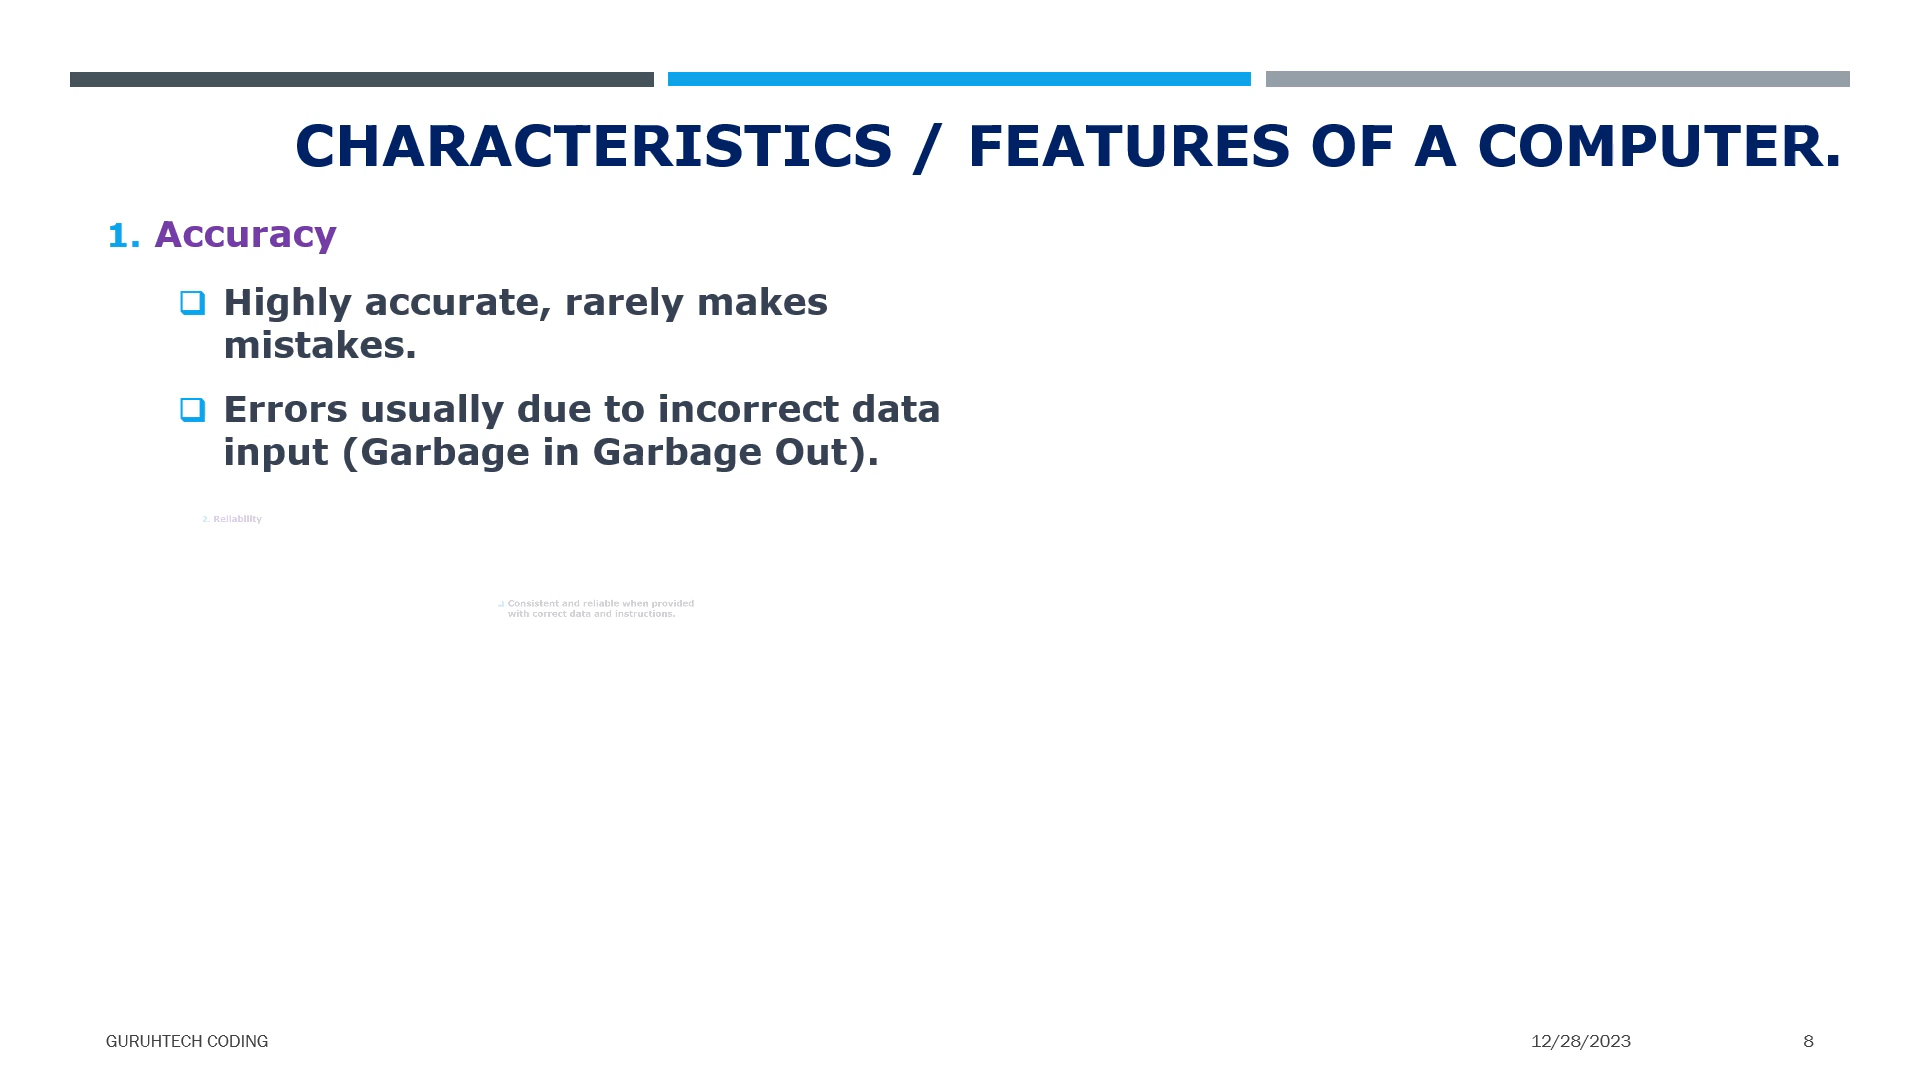 CHARACTERISTICS / FEATURES OF A COMPUTER.
1. Accuracy
❑ Highly accurate, rarely makes
mistakes.
❑ Errors usually due to incorrect data
input (Garbage in Garbage Out).
2. Reliability
❑ Consistent and reliable when provided
with correct data and instructions.
GURUHTECH CODING
12/28/2023
8